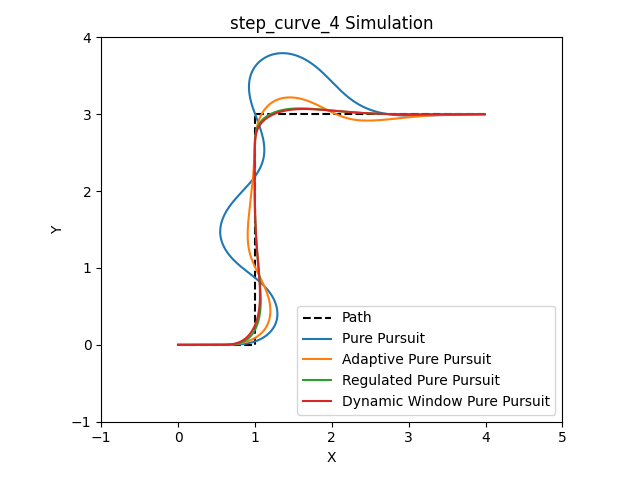 step_curve_4 Simulation
4
3
2
1
0
−1
Y
Path
Pure Pursuit
Adaptive Pure Pursuit
Regulated Pure Pursuit
Dynamic Window Pure Pursuit
−1 0 1 2 3 4 5
X